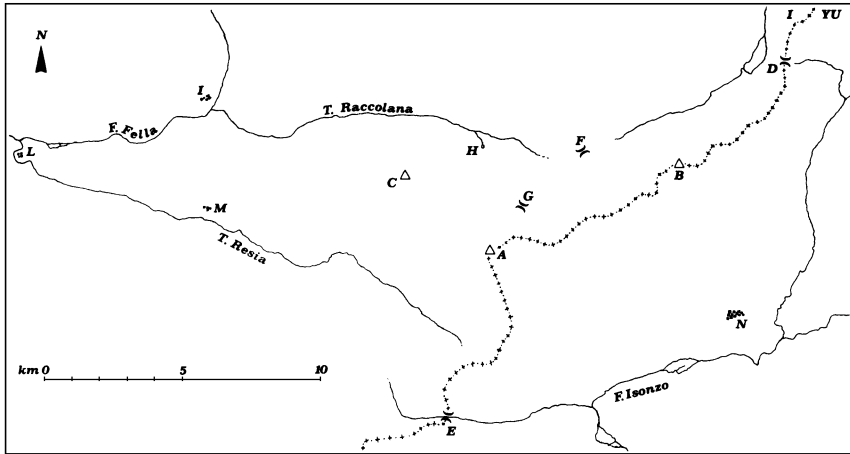 I YU
N
D
I
T. Raccolana
F. Fella
F
H
L
B
C
G
M
T. Resia
A
N
km 0 5 10
F. Isonzo
E